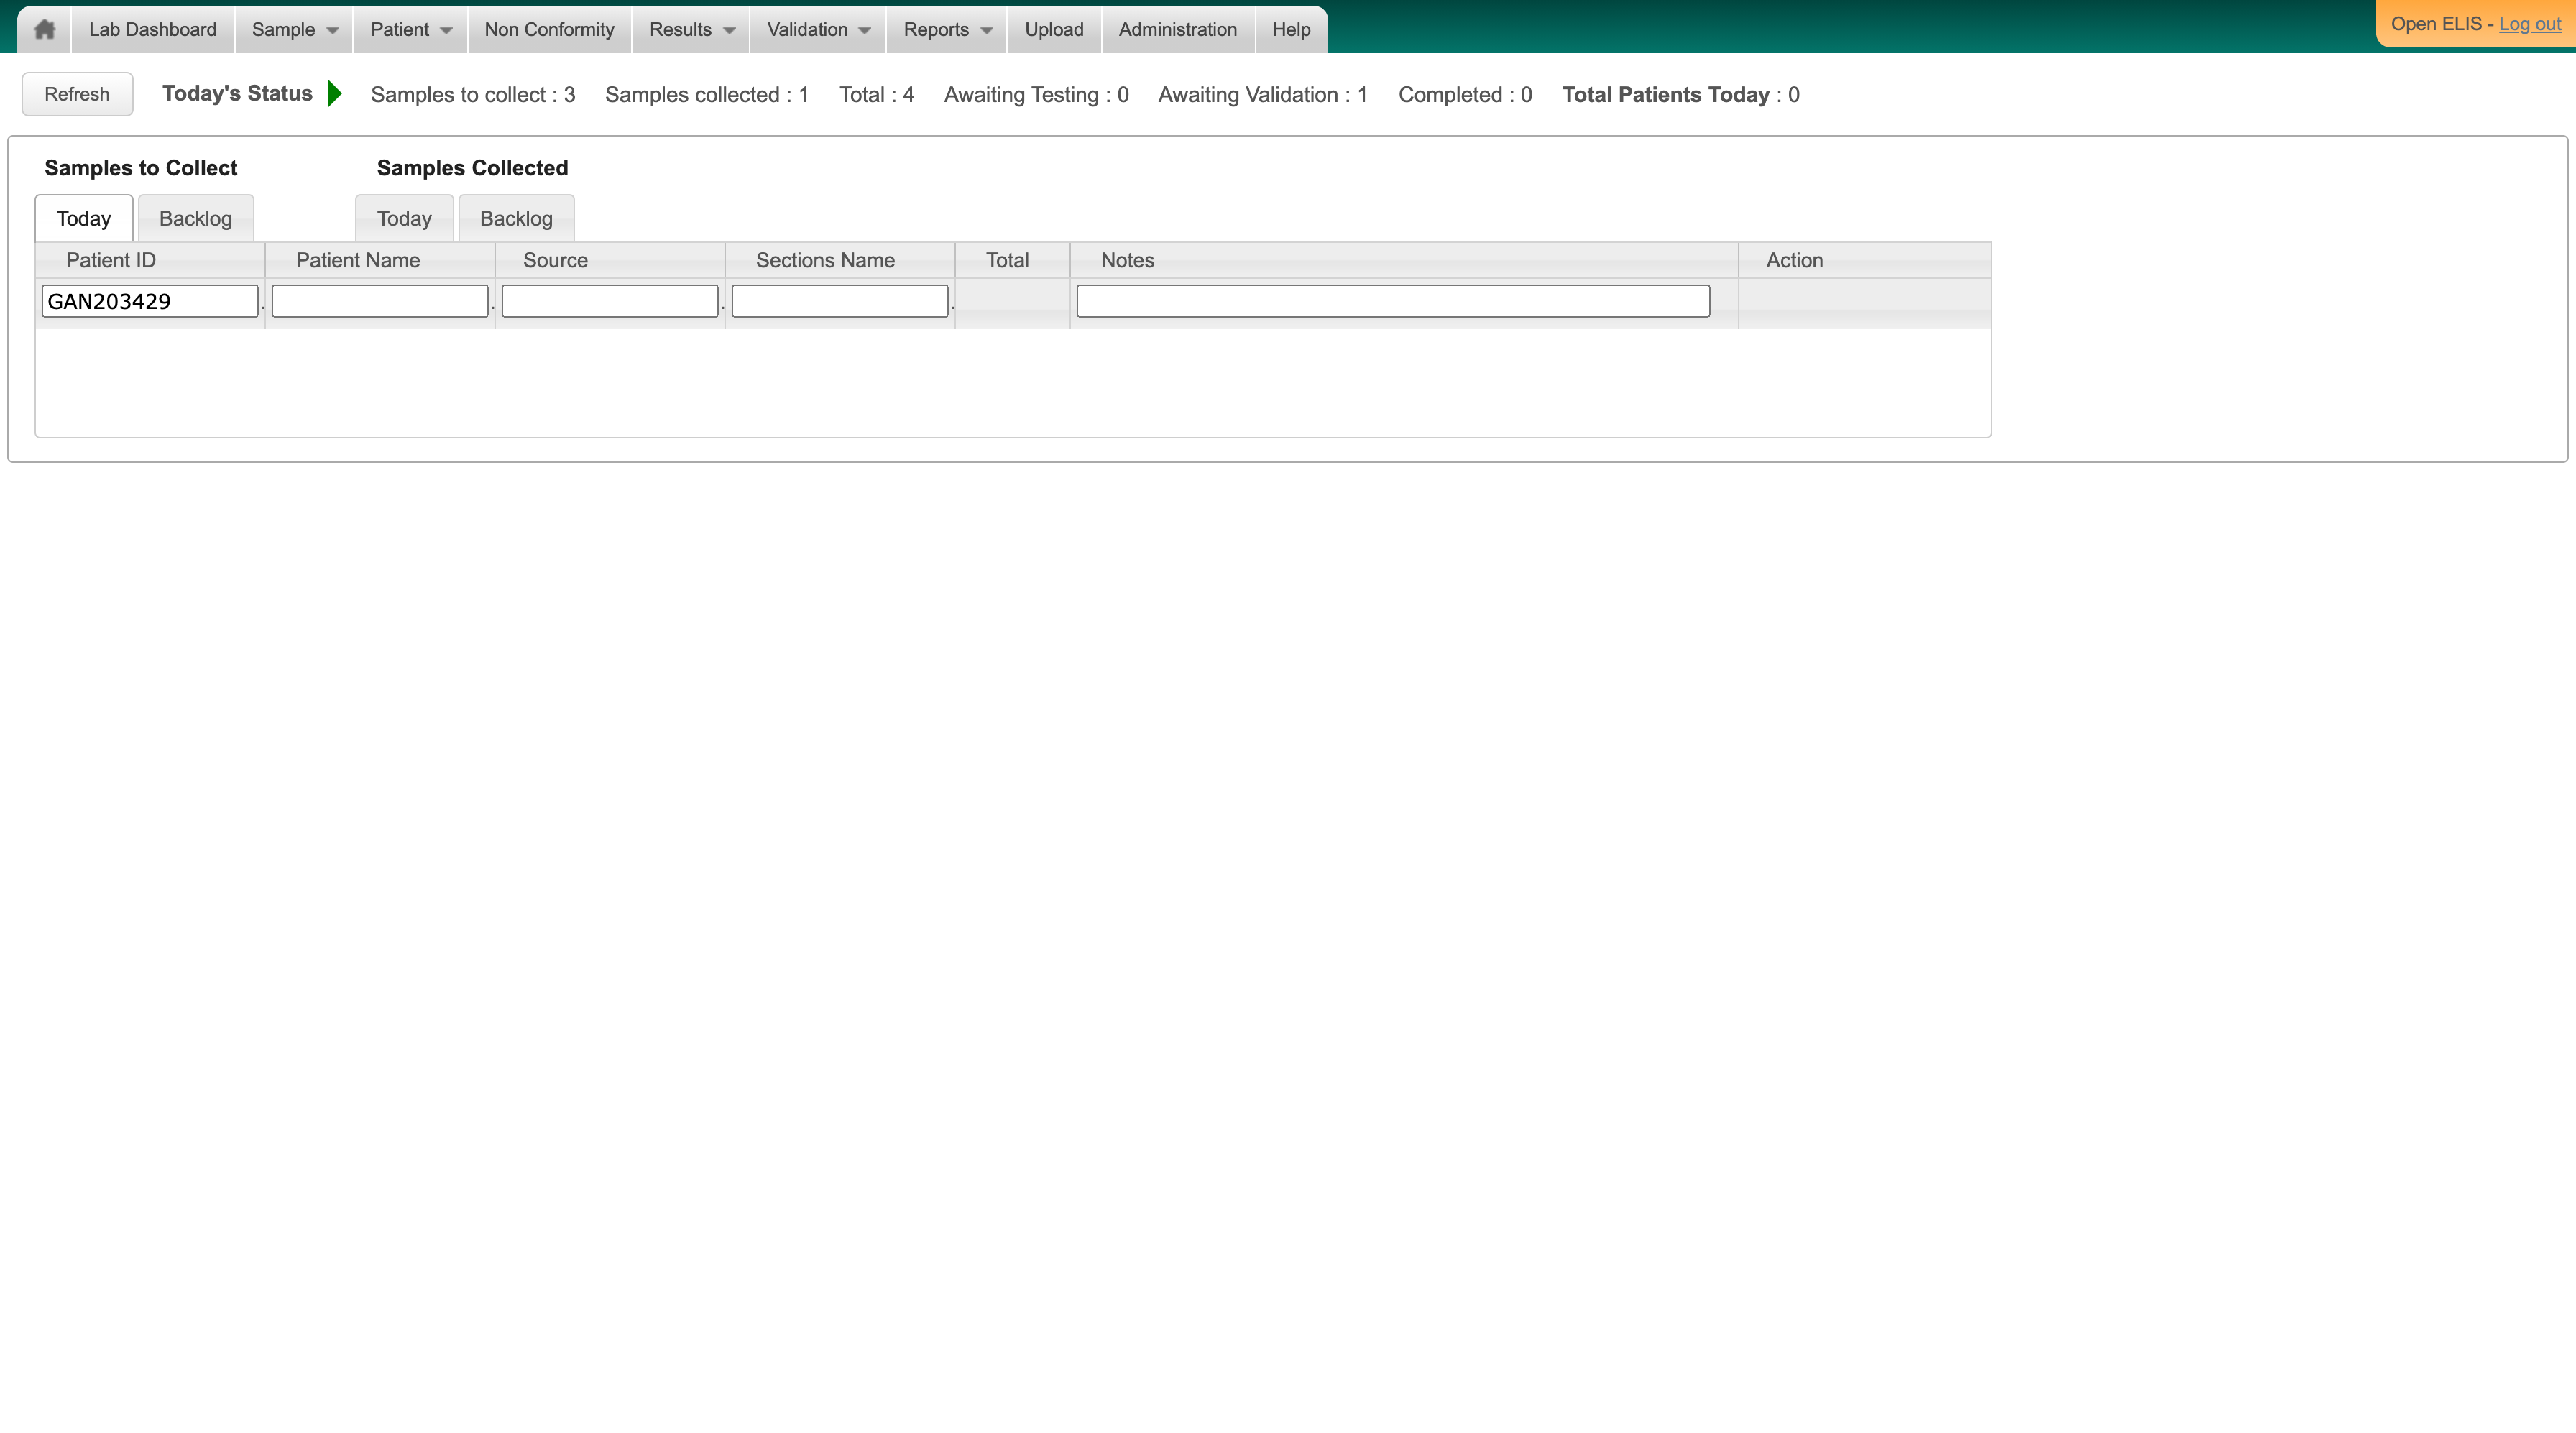 Lab Dashboard Sample Patient Non Conformity Results Validation Reports Upload Administration Help
Open ELIS - Log out
Refresh Today's Status Samples to collect : 3 Samples collected : 1 Total : 4 Awaiting Testing : 0 Awaiting Validation : 1 Completed : 0 Total Patients Today : 0
Samples to Collect Samples Collected
Today Backlog Today Backlog
Patient ID Patient Name Source Sections Name Total Notes Action
GAN203429 . . . .